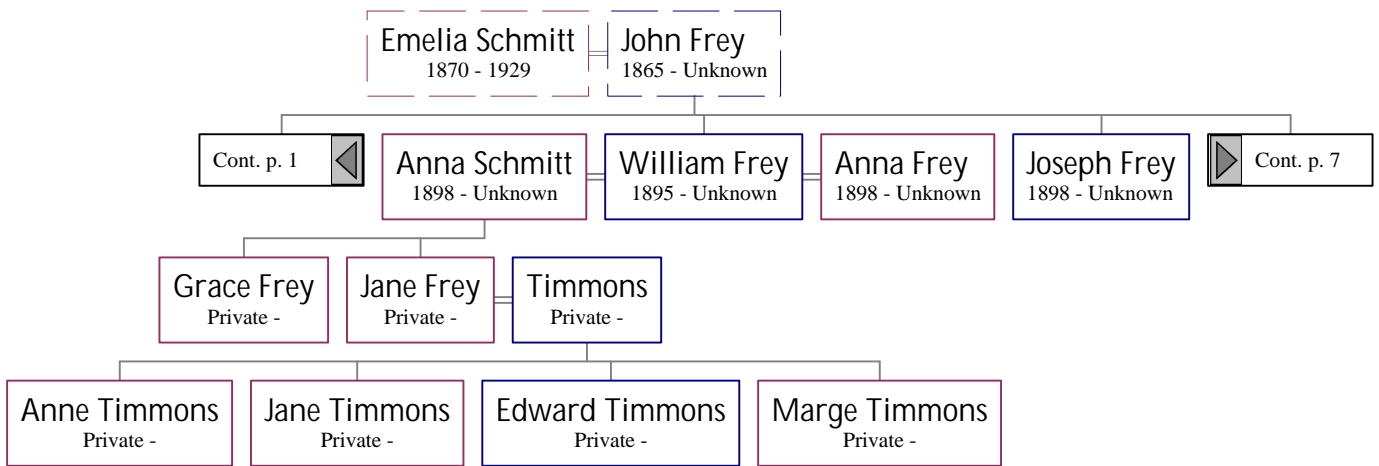 Emelia Schmitt
1870 - 1929
John Frey
1865 - Unknown
Cont. p. 1
Anna Schmitt
1898 - Unknown
William Frey
1895 - Unknown
Anna Frey
1898 - Unknown
Joseph Frey
1898 - Unknown
Cont. p. 7
Grace Frey
Private -
Jane Frey
Private -
Timmons
Private -
Anne Timmons
Private -
Jane Timmons
Private -
Edward Timmons
Private -
Marge Timmons
Private -